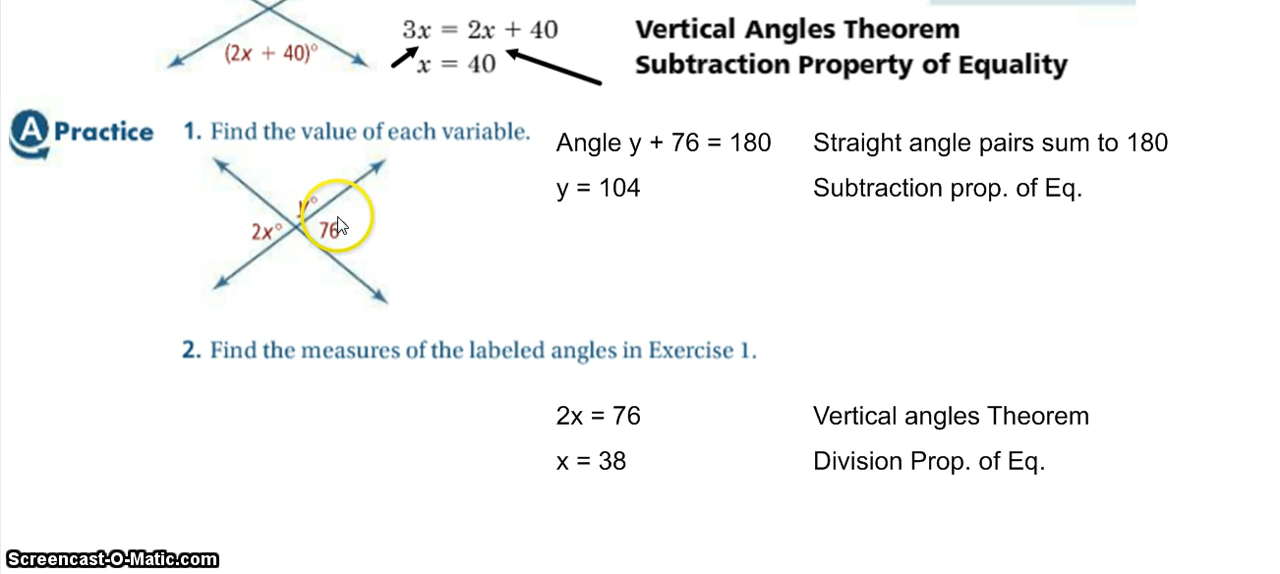 (2x + 40)°
3x = 2x + 40
x = 40
Vertical Angles Theorem
Subtraction Property of Equality
A Practice
1. Find the value of each variable.
Angle y + 76 = 180
Straight angle pairs sum to 180
y = 104
Subtraction prop. of Eq.
y°
2x°
76
2. Find the measures of the labeled angles in Exercise 1.
2x = 76
Vertical angles Theorem
x = 38
Division Prop. of Eq.
Screencast-O-Matic.com